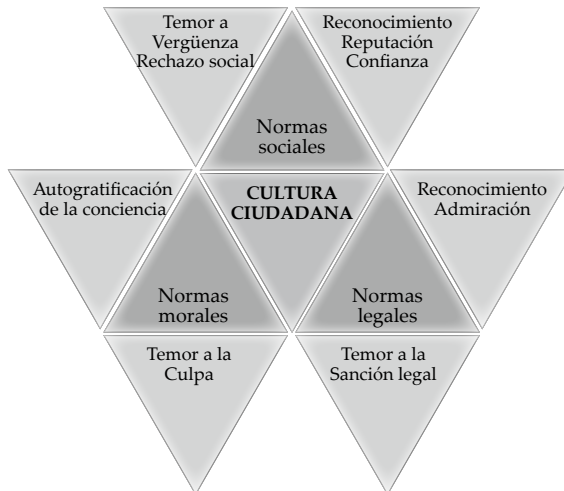 Temor a
Vergüenza
Rechazo social
Reconocimiento
Reputación
Confianza
Normas
sociales
Autogratificación
de la conciencia
CULTURA
CIUDADANA
Reconocimiento
Admiración
Normas
morales
Normas
legales
Temor a la
Culpa
Temor a la
Sanción legal